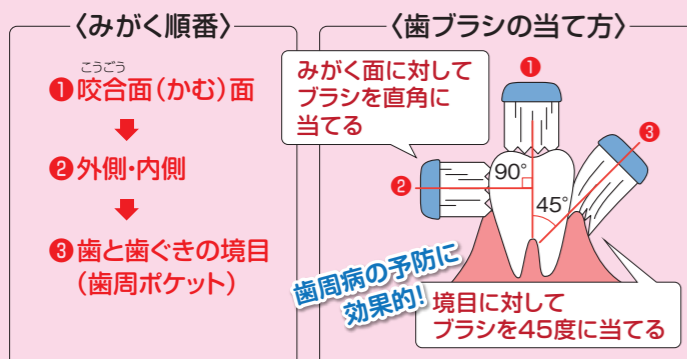 〈みがく順番〉
こうごう
❶咬合面(かむ)面
❷外側・内側
❸歯と歯ぐきの境目
(歯周ポケット)
〈歯ブラシの当て方〉
みがく面に対して
ブラシを直角に
当てる
❶
❷
❸
90°
45°
歯周病の予防に
効果的!
境目に対して
ブラシを45度に当てる